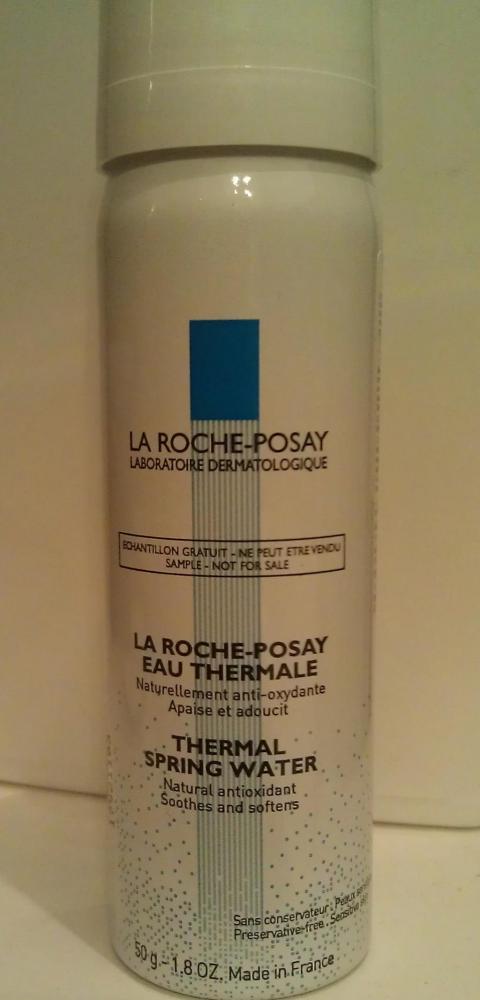 LA ROCHE-POSAY
LABORATOIRE DERMATOLOGIQUE
ECHANTILLON GRATUIT - NE PEUT ETRE VENDU
SAMPLE - NOT FOR SALE
LA ROCHE-POSAY
EAU THERMALE
Naturellement anti-oxydante
Apaise et adoucit
THERMAL
SPRING WATER
Natural antioxidant
Soothes and softens
Sans conservateur. Peaux
Preservative-free. Sensitive
50 g - 1.8 OZ. Made in France